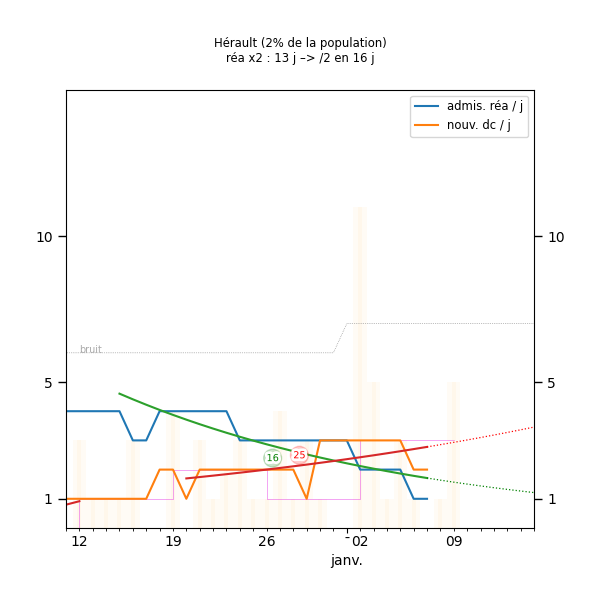 Hérault (2% de la population)
réa x2 : 13 j –> /2 en 16 j
admis. réa / j
nouv. dc / j
10 10
bruit
5 5
16 25
1 1
12 19 26 02 09
janv.